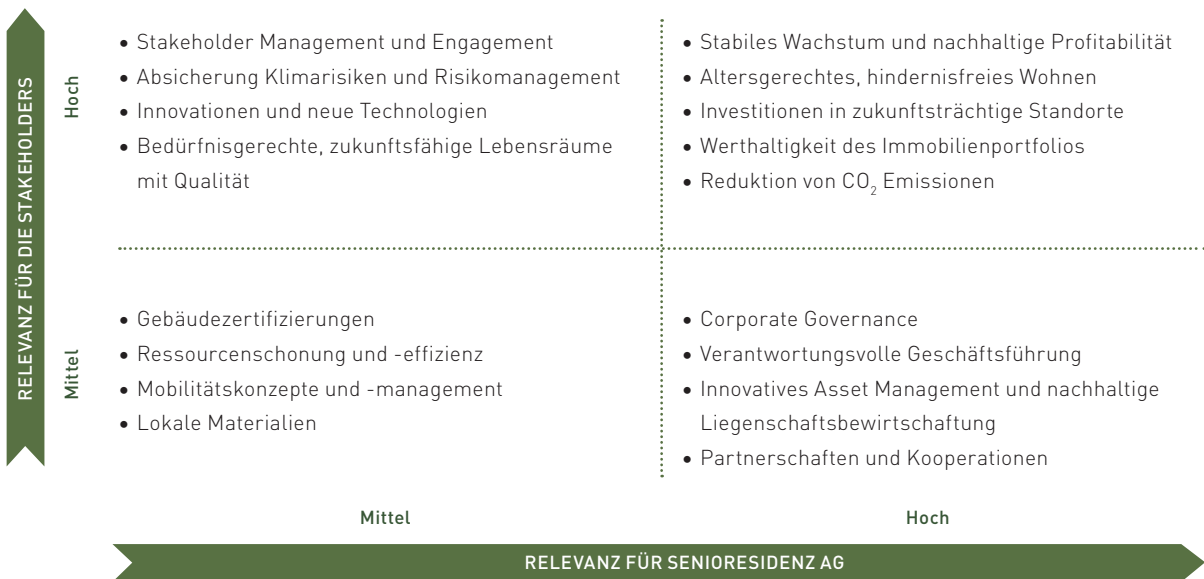 RELEVANZ FÜR DIE STAKEHOLDERS
Hoch
• Stakeholder Management und Engagement
• Absicherung Klimarisiken und Risikomanagement
• Innovationen und neue Technologien
• Bedürfnisgerechte, zukunftsfähige Lebensräume
mit Qualität
• Stabiles Wachstum und nachhaltige Profitabilität
• Altersgerechtes, hindernisfreies Wohnen
• Investitionen in zukunftsträchtige Standorte
• Werthaltigkeit des Immobilienportfolios
• Reduktion von CO₂ Emissionen
Mittel
• Gebäudezertifizierungen
• Ressourcenschonung und -effizienz
• Mobilitätskonzepte und -management
• Lokale Materialien
• Corporate Governance
• Verantwortungsvolle Geschäftsführung
• Innovatives Asset Management und nachhaltige
Liegenschaftsbewirtschaftung
• Partnerschaften und Kooperationen
Mittel
Hoch
RELEVANZ FÜR SENIORESIDENZ AG